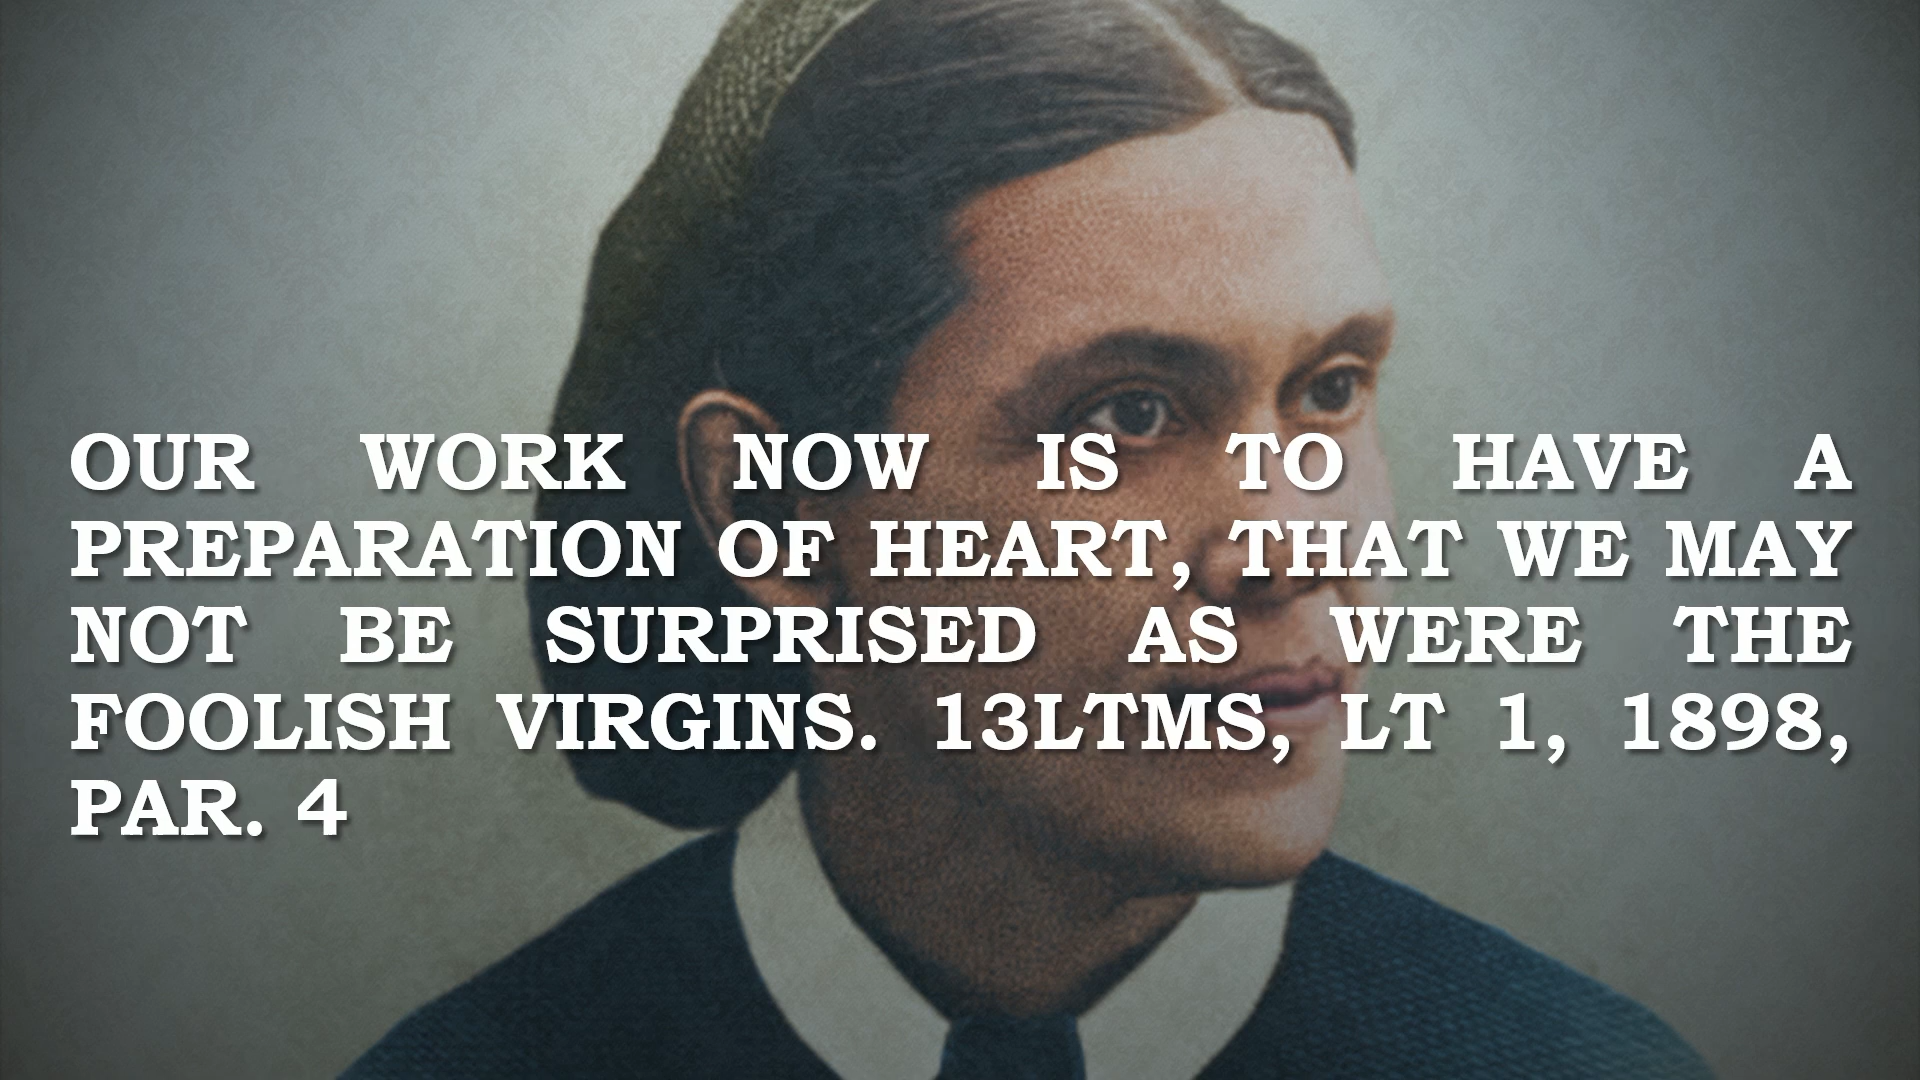 OUR WORK NOW IS TO HAVE A
PREPARATION OF HEART, THAT WE MAY
NOT BE SURPRISED AS WERE THE
FOOLISH VIRGINS. 13LTMS, LT 1, 1898,
PAR. 4